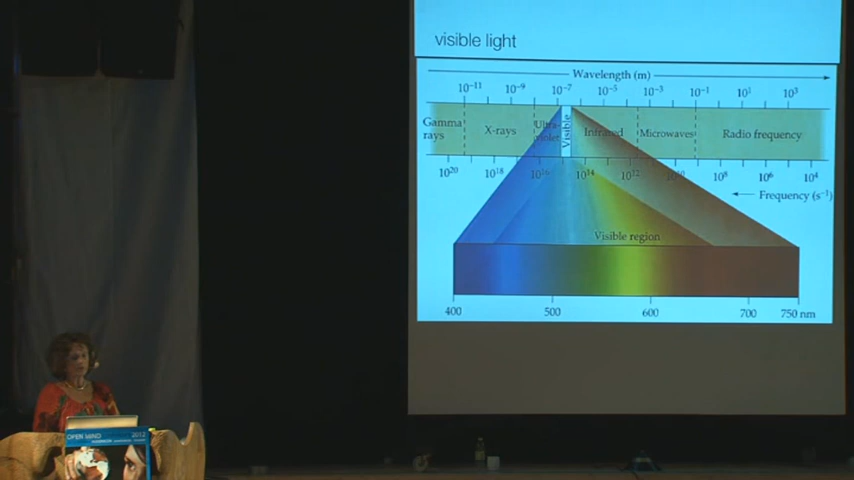 visible light
Wavelength (m)
10⁻¹¹ 10⁻⁹ 10⁻⁷ 10⁻⁵ 10⁻³ 10⁻¹ 10¹ 10³
Gamma rays
X-rays
Ultra-
violet
Visible
Infrared
Microwaves
Radio frequency
10²⁰ 10¹⁸ 10¹⁶ 10¹⁴ 10¹² 10¹⁰ 10⁸ 10⁶ 10⁴
Frequency (s⁻¹)
Visible region
400 500 600 700 750 nm
OPEN MIND 2012